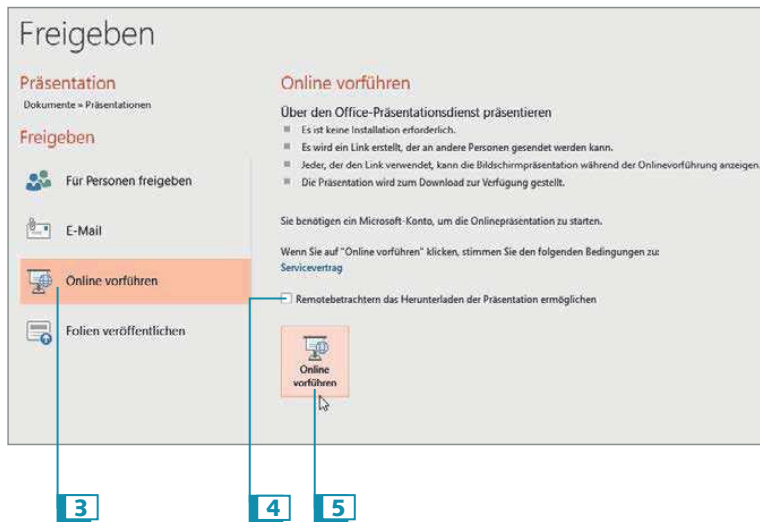 Freigeben
Präsentation
Dokumente » Präsentationen
Freigeben
Für Personen freigeben
E-Mail
Online vorführen
Folien veröffentlichen
Online vorführen
Über den Office-Präsentationsdienst präsentieren
Es ist keine Installation erforderlich.
Es wird ein Link erstellt, der an andere Personen gesendet werden kann.
Jeder, der den Link verwendet, kann die Bildschirmpräsentation während der Onlinevorführung anzeigen.
Die Präsentation wird zum Download zur Verfügung gestellt.
Sie benötigen ein Microsoft-Konto, um die Onlinepräsentation zu starten.
Wenn Sie auf "Online vorführen" klicken, stimmen Sie den folgenden Bedingungen zu:
Servicevertrag
Remotebetrachtern das Herunterladen der Präsentation ermöglichen
Online
vorführen
3
4
5